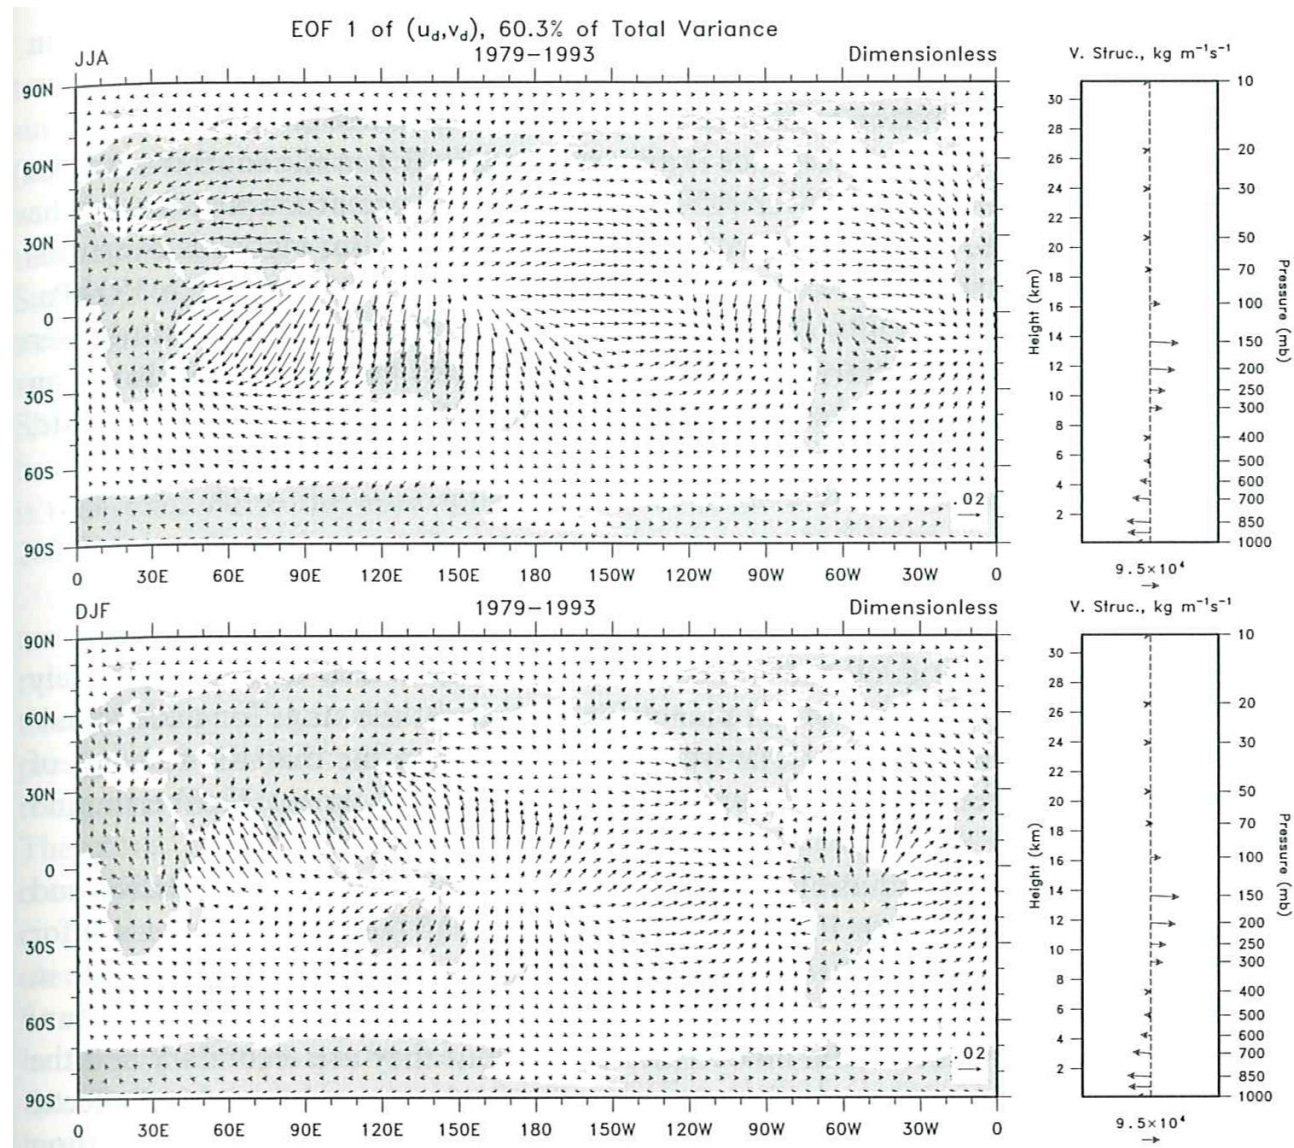 EOF 1 of (u_d,v_d), 60.3% of Total Variance
JJA 1979−1993 Dimensionless
90N
60N
30N
0
30S
60S
90S
.02
0 30E 60E 90E 120E 150E 180 150W 120W 90W 60W 30W 0
V. Struc., kg m⁻¹s⁻¹
Height (km)
30
28
26
24
22
20
18
16
14
12
10
8
6
4
2
Pressure (mb)
10
20
30
50
70
100
150
200
250
300
400
500
600
700
850
1000
9.5×10⁴
DJF 1979−1993 Dimensionless
90N
60N
30N
0
30S
60S
90S
.02
0 30E 60E 90E 120E 150E 180 150W 120W 90W 60W 30W 0
V. Struc., kg m⁻¹s⁻¹
Height (km)
30
28
26
24
22
20
18
16
14
12
10
8
6
4
2
Pressure (mb)
10
20
30
50
70
100
150
200
250
300
400
500
600
700
850
1000
9.5×10⁴